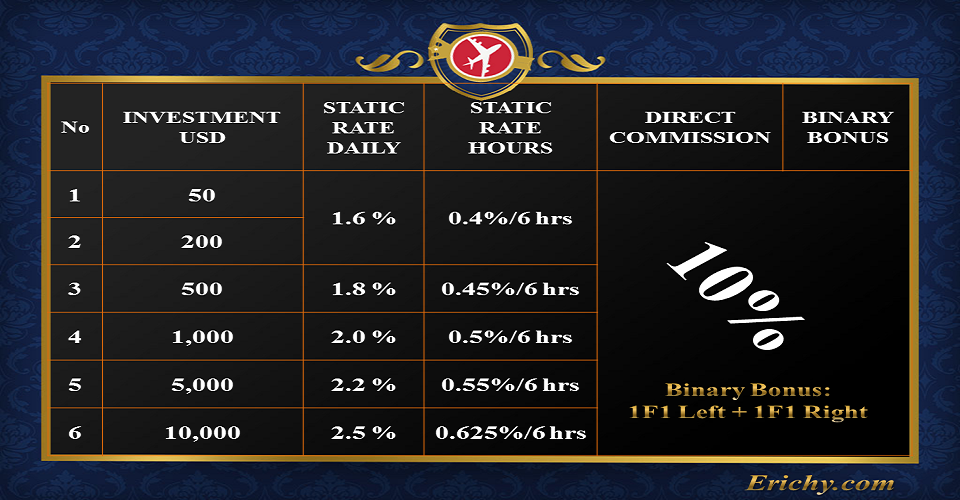 No
INVESTMENT
USD
STATIC
RATE
DAILY
STATIC
RATE
HOURS
DIRECT
COMMISSION
BINARY
BONUS
1
50
1.6 %
0.4%/6 hrs
2
200
3
500
1.8 %
0.45%/6 hrs
4
1,000
2.0 %
0.5%/6 hrs
5
5,000
2.2 %
0.55%/6 hrs
6
10,000
2.5 %
0.625%/6 hrs
10%
Binary Bonus:
1F1 Left + 1F1 Right
Erichy.com